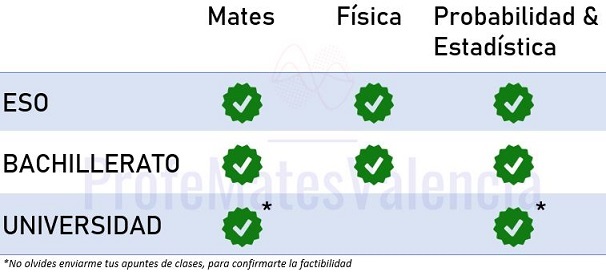 Mates Física Probabilidad &
Estadística
ESO
BACHILLERATO
ProfeMatesValencia
UNIVERSIDAD * *
*No olvides enviarme tus apuntes de clases, para confirmarte la factibilidad